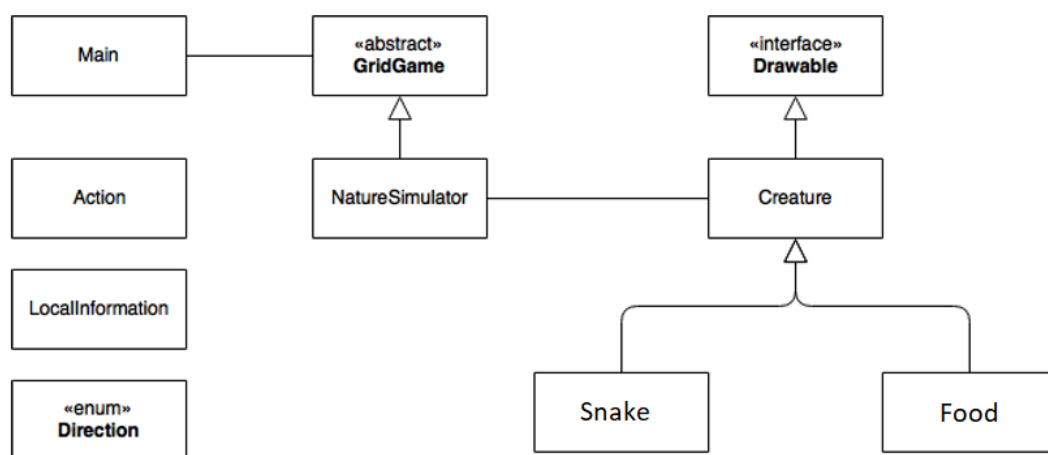 Main
«abstract»
GridGame
«interface»
Drawable
Action
NatureSimulator
Creature
LocalInformation
«enum»
Direction
Snake
Food